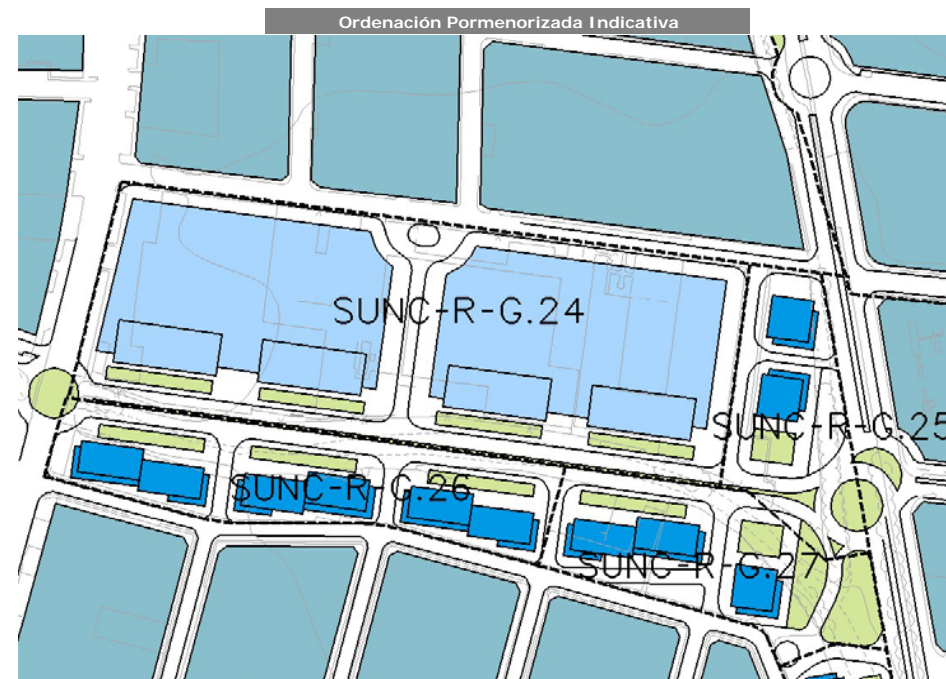 Ordenación Pormenorizada Indicativa
SUNC-R-G.24
SUNC-R-G.25
SUNC-R-G.26
SUNC-R-G.27